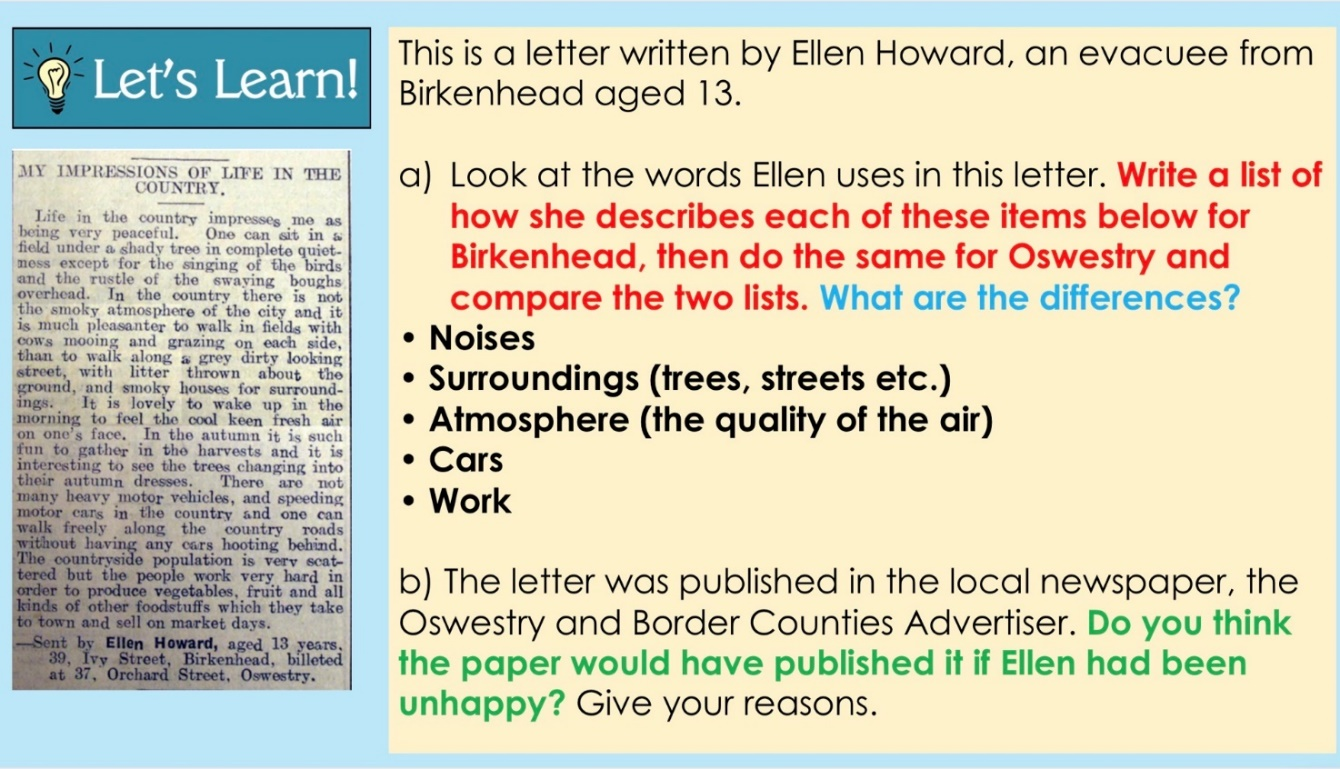 Let's Learn!
MY IMPRESSIONS OF LIFE IN THE
COUNTRY.
Life in the country impresses me as
being very peaceful. One can sit in a
field under a shady tree in complete quiet-
ness except for the singing of the birds
and the rustle of the swaying boughs
overhead. In the country there is not
the smoky atmosphere of the city and it
is much pleasanter to walk in fields with
cows mooing and grazing on each side,
than to walk along a grey dirty looking
street, with litter thrown about the
ground, and smoky houses for surround-
ings. It is lovely to wake up in the
morning to feel the cool keen fresh air
on one's face. In the autumn it is such
fun to gather in the harvests and it is
interesting to see the trees changing into
their autumn dresses. There are not
many heavy motor vehicles, and speeding
motor cars in the country and one can
walk freely along the country roads
without having any cars hooting behind.
The countryside population is very scat-
tered but the people work very hard in
order to produce vegetables, fruit and all
kinds of other foodstuffs which they take
to town and sell on market days.
—Sent by Ellen Howard, aged 13 years,
39, Ivy Street, Birkenhead, billeted
at 37, Orchard Street, Oswestry.
This is a letter written by Ellen Howard, an evacuee from
Birkenhead aged 13.
a) Look at the words Ellen uses in this letter. Write a list of
how she describes each of these items below for
Birkenhead, then do the same for Oswestry and
compare the two lists. What are the differences?
• Noises
• Surroundings (trees, streets etc.)
• Atmosphere (the quality of the air)
• Cars
• Work
b) The letter was published in the local newspaper, the
Oswestry and Border Counties Advertiser. Do you think
the paper would have published it if Ellen had been
unhappy? Give your reasons.